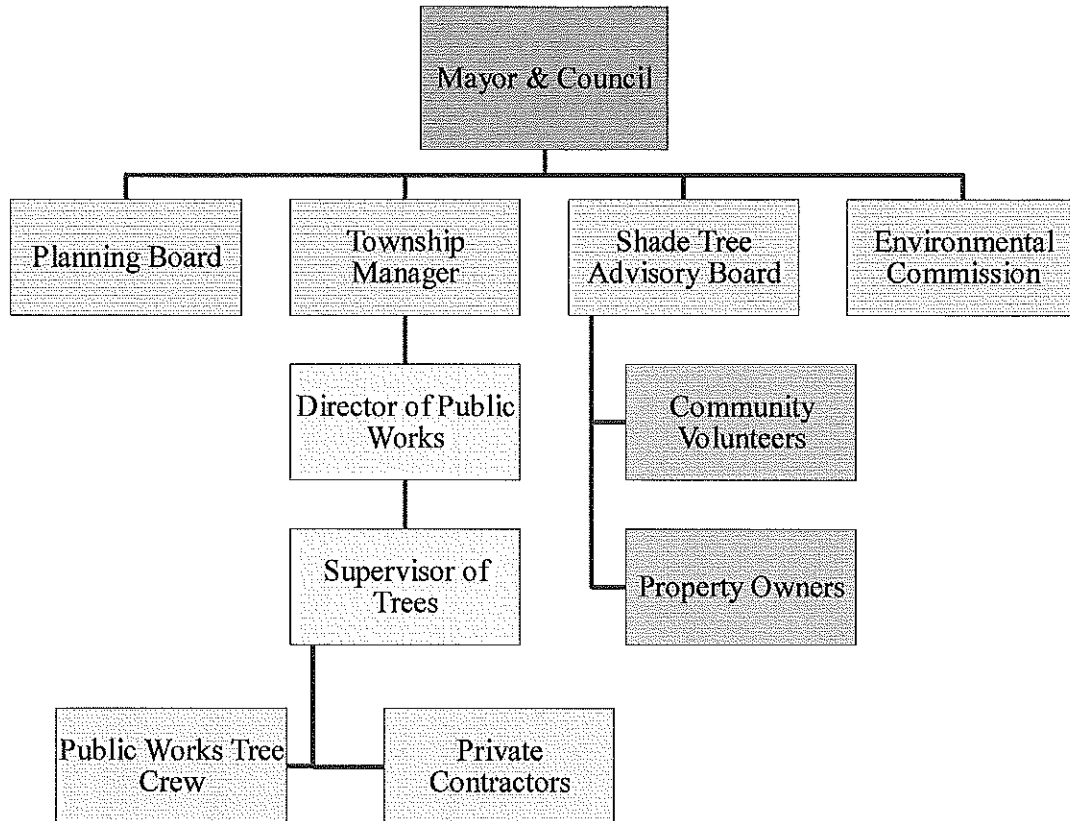 Mayor & Council
Planning Board
Township
Manager
Shade Tree
Advisory Board
Environmental
Commission
Director of Public
Works
Community
Volunteers
Supervisor of
Trees
Property Owners
Public Works Tree
Crew
Private
Contractors